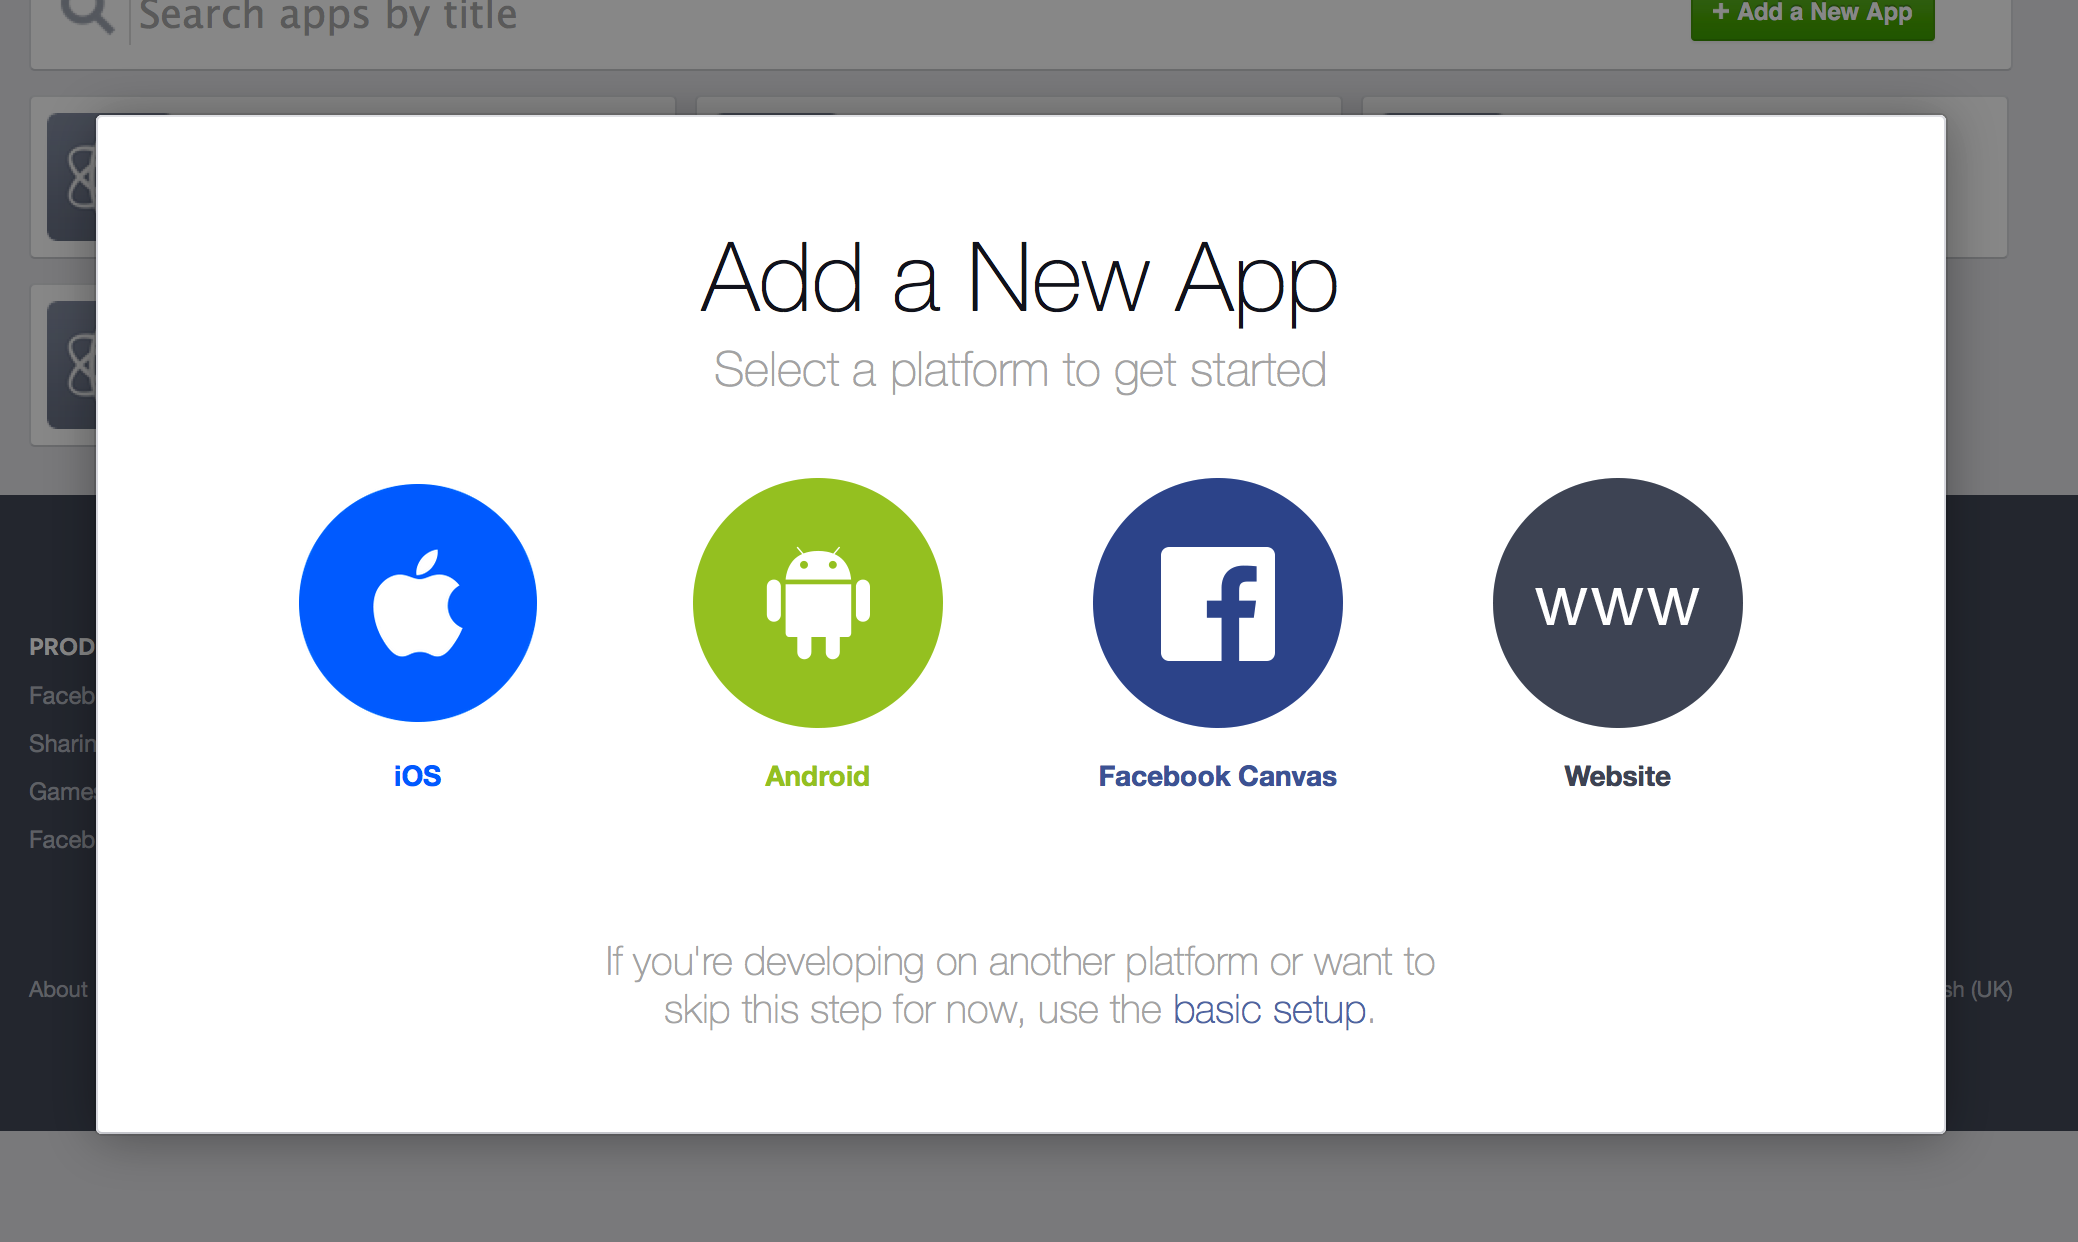 Search apps by title
+ Add a New App
Add a New App
Select a platform to get started
www
iOS
Android
Facebook Canvas
Website
If you're developing on another platform or want to
skip this step for now, use the basic setup.
PROD
Faceb
Sharin
Games
Faceb
About
sh (UK)